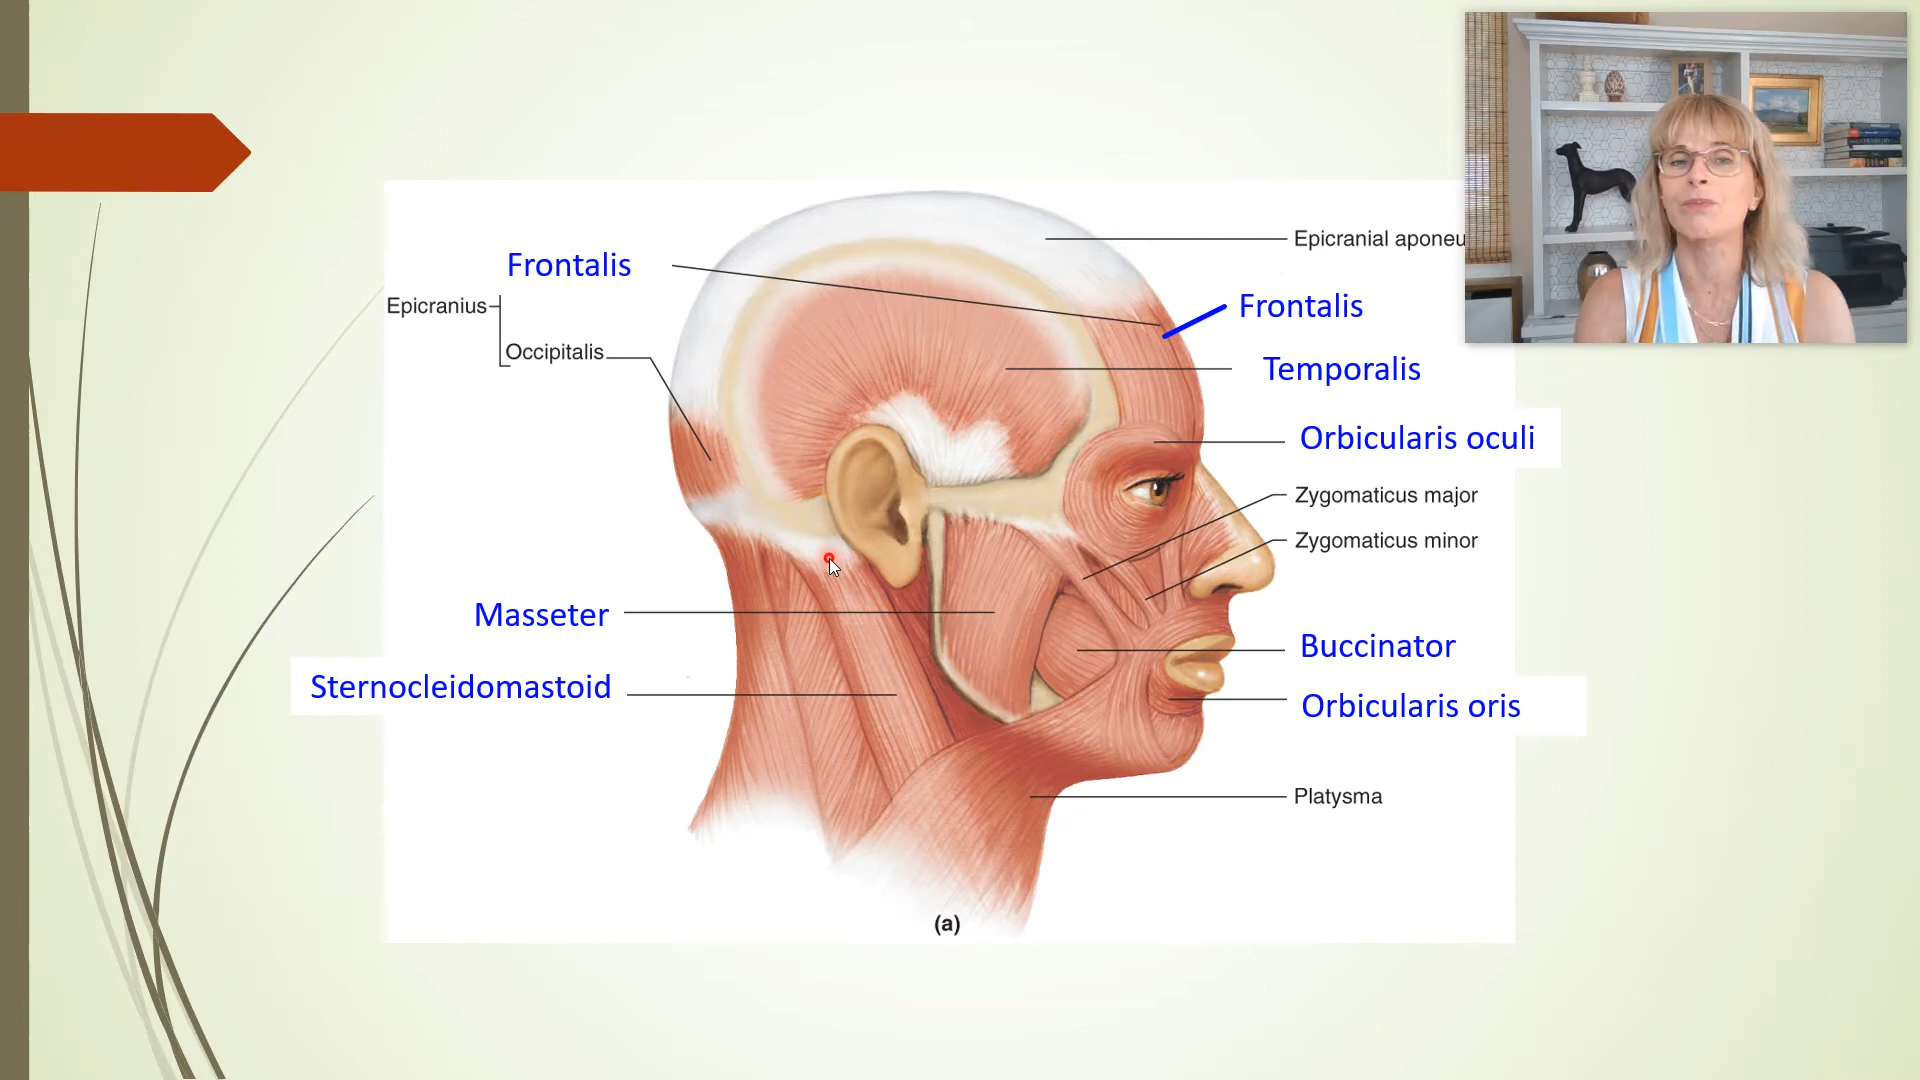 Epicranial aponeu
Frontalis
Epicranius
Frontalis
Occipitalis
Temporalis
Orbicularis oculi
Zygomaticus major
Zygomaticus minor
Masseter
Buccinator
Sternocleidomastoid
Orbicularis oris
Platysma
(a)